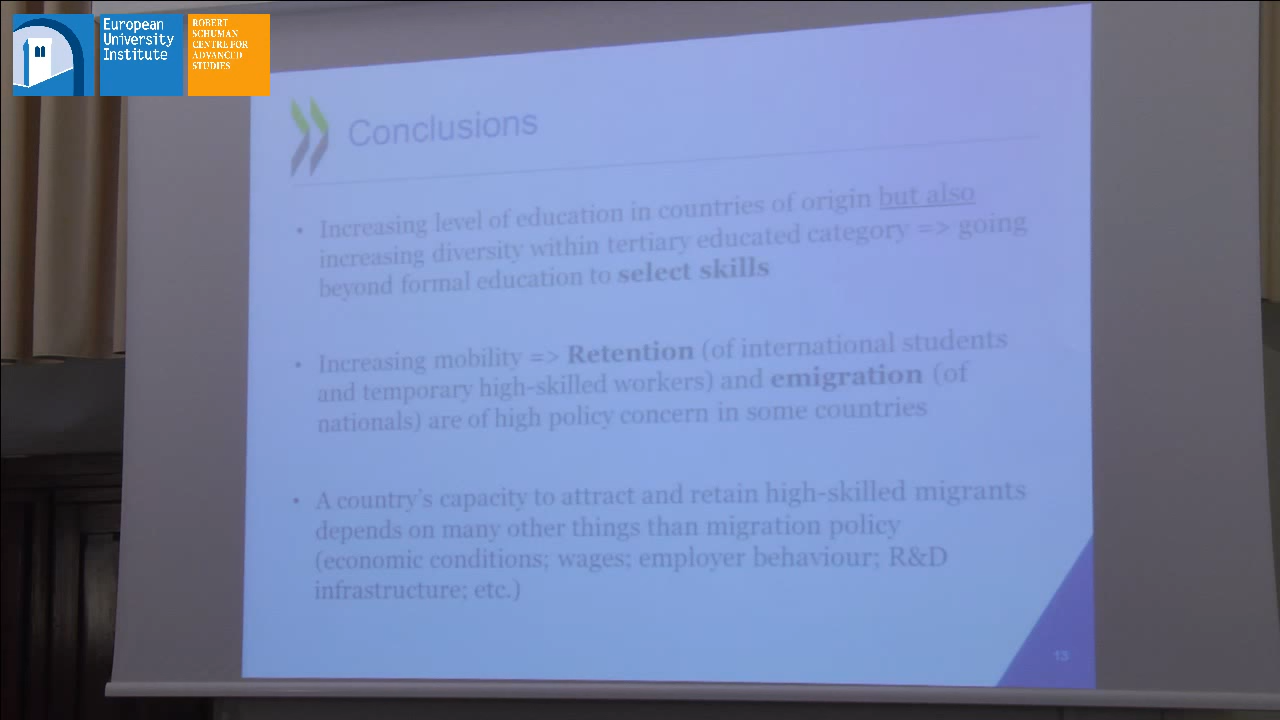 European
University
Institute
ROBERT
SCHUMAN
CENTRE FOR
ADVANCED
STUDIES
Conclusions
• Increasing level of education in countries of origin but also
increasing diversity within tertiary educated category => going
beyond formal education to select skills
• Increasing mobility => Retention (of international students
and temporary high-skilled workers) and emigration (of
nationals) are of high policy concern in some countries
• A country's capacity to attract and retain high-skilled migrants
depends on many other things than migration policy
(economic conditions; wages; employer behaviour; R&D
infrastructure; etc.)
13